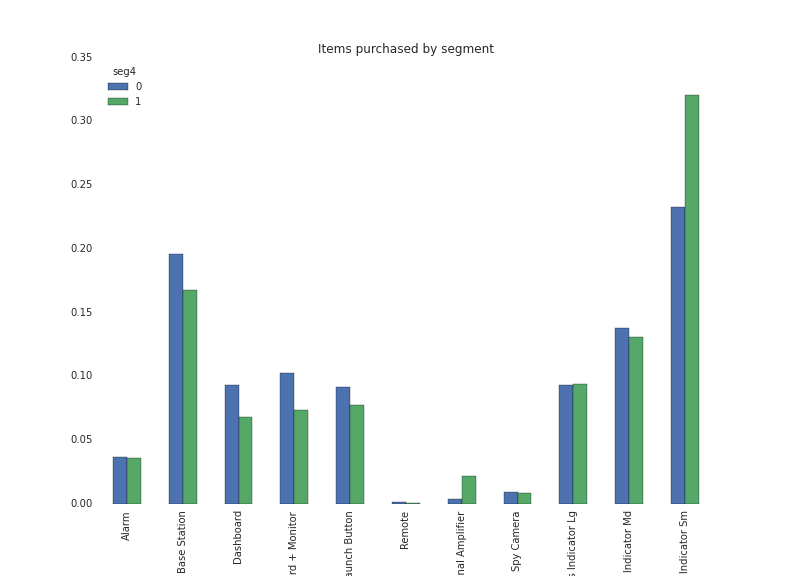 Items purchased by segment
0.35
0.30
0.25
0.20
0.15
0.10
0.05
0.00
seg4
0
1
Alarm
Base Station
Dashboard
rd + Monitor
aunch Button
Remote
nal Amplifier
Spy Camera
s Indicator Lg
Indicator Md
Indicator Sm